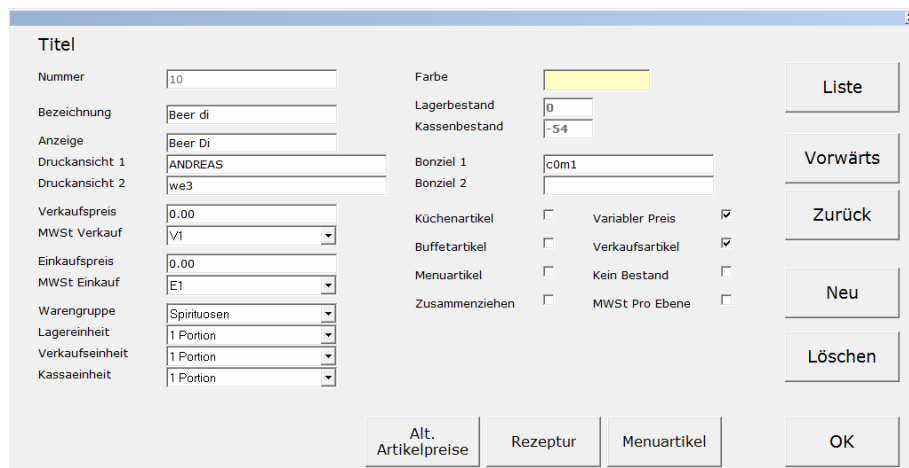 Titel
Nummer 10
Bezeichnung Beer di
Anzeige Beer Di
Druckansicht 1 ANDREAS
Druckansicht 2 we3
Verkaufspreis 0.00
MWSt Verkauf V1
Einkaufspreis 0.00
MWSt Einkauf E1
Warengruppe Spirituosen
Lagereinheit 1 Portion
Verkaufseinheit 1 Portion
Kassaeinheit 1 Portion
Farbe
Lagerbestand 0
Kassenbestand -54
Bonziel 1 c0m1
Bonziel 2
Küchenartikel Variabler Preis
Buffetartikel Verkaufsartikel
Menuartikel Kein Bestand
Zusammenziehen MWSt Pro Ebene
Liste
Vorwärts
Zurück
Neu
Löschen
Alt.
Artikelpreise
Rezeptur
Menuartikel
OK